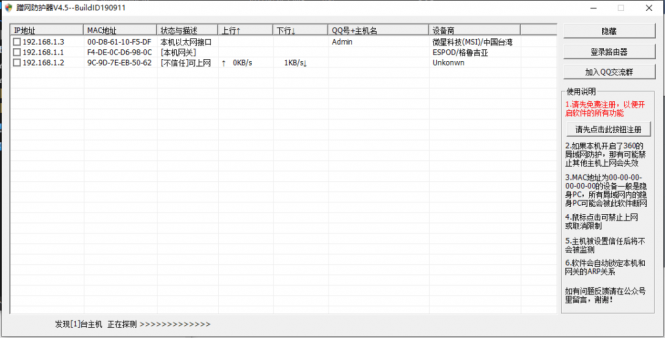 蹭网防护器V4.5--BuildID190911
IP地址 MAC地址 状态与描述 上行↑ 下行↓ QQ号+主机名 设备商
192.168.1.3 00-D8-61-10-F5-DF 本机以太网接口 Admin 微星科技(MSI)/中国台湾
192.168.1.1 F4-DE-0C-D6-98-0C [本机网关] ESPOD/格鲁吉亚
192.168.1.2 9C-9D-7E-EB-50-62 [不信任]可上网 ↑ 0KB/s 1KB/s↓ Unkonwn
隐藏
登录路由器
加入QQ交流群
使用说明
1.请先免费注册，以便开
启软件的所有功能
请先点击此按钮注册
2.如果本机开启了360的
局域网防护，那有可能禁
止其他主机上网会失效
3.MAC地址为00-00-00-
00-00-00的设备一般是隐
身PC，所有局域网内的隐
身PC可能会被此软件断网
4.鼠标点击可禁止上网
或取消限制
5.主机被设置信任后将不
会被监测
6.软件会自动锁定本机和
网关的ARP关系
如有问题反馈请在公众号
里留言，谢谢！
发现[1]台主机 正在探测 >>>>>>>>>>>>>